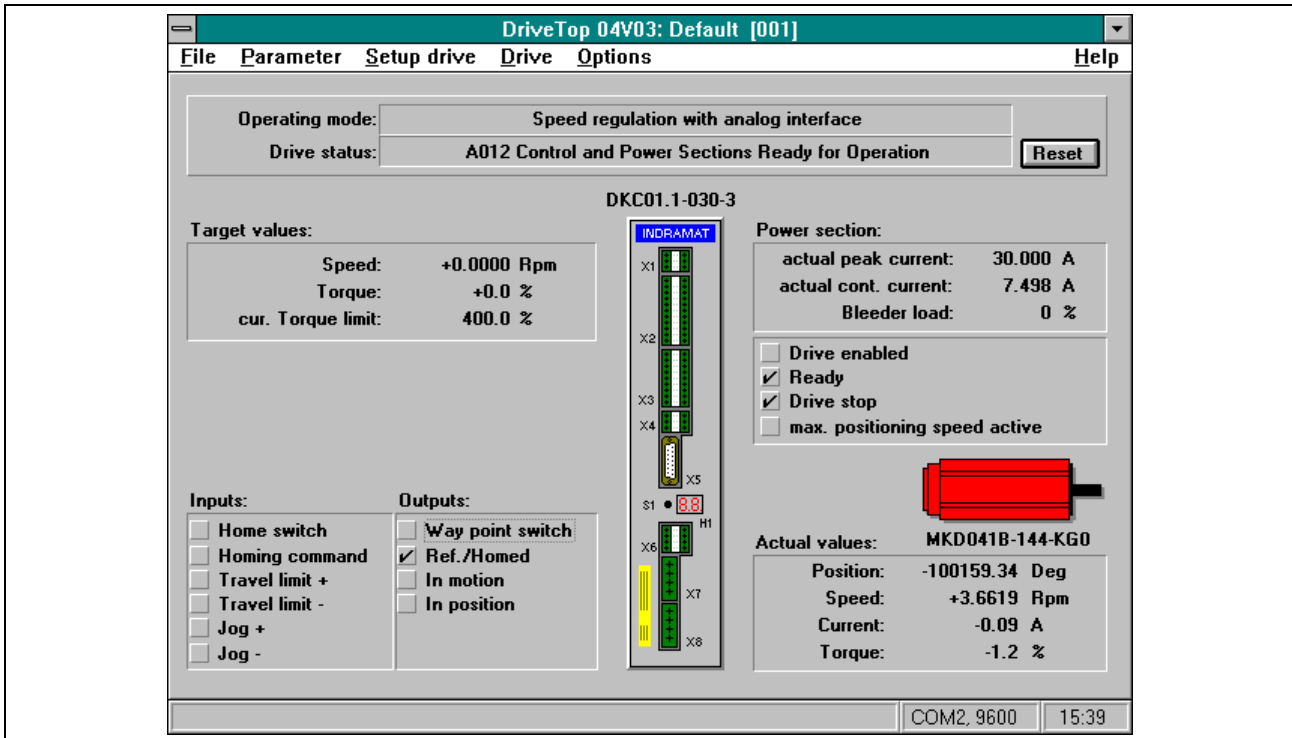 DriveTop 04V03: Default [001]
File Parameter Setup drive Drive Options Help
Operating mode: Speed regulation with analog interface
Drive status: A012 Control and Power Sections Ready for Operation Reset
DKC01.1-030-3
Target values:
Speed: +0.0000 Rpm
Torque: +0.0 %
cur. Torque limit: 400.0 %
INDRAMAT
X1
X2
X3
X4
X5
S1 8.8
H1
X6
X7
X8
Power section:
actual peak current: 30.000 A
actual cont. current: 7.498 A
Bleeder load: 0 %
Drive enabled
Ready
Drive stop
max. positioning speed active
Inputs:
Home switch
Homing command
Travel limit +
Travel limit -
Jog +
Jog -
Outputs:
Way point switch
Ref./Homed
In motion
In position
Actual values: MKD041B-144-KG0
Position: -100159.34 Deg
Speed: +3.6619 Rpm
Current: -0.09 A
Torque: -1.2 %
COM2, 9600 15:39